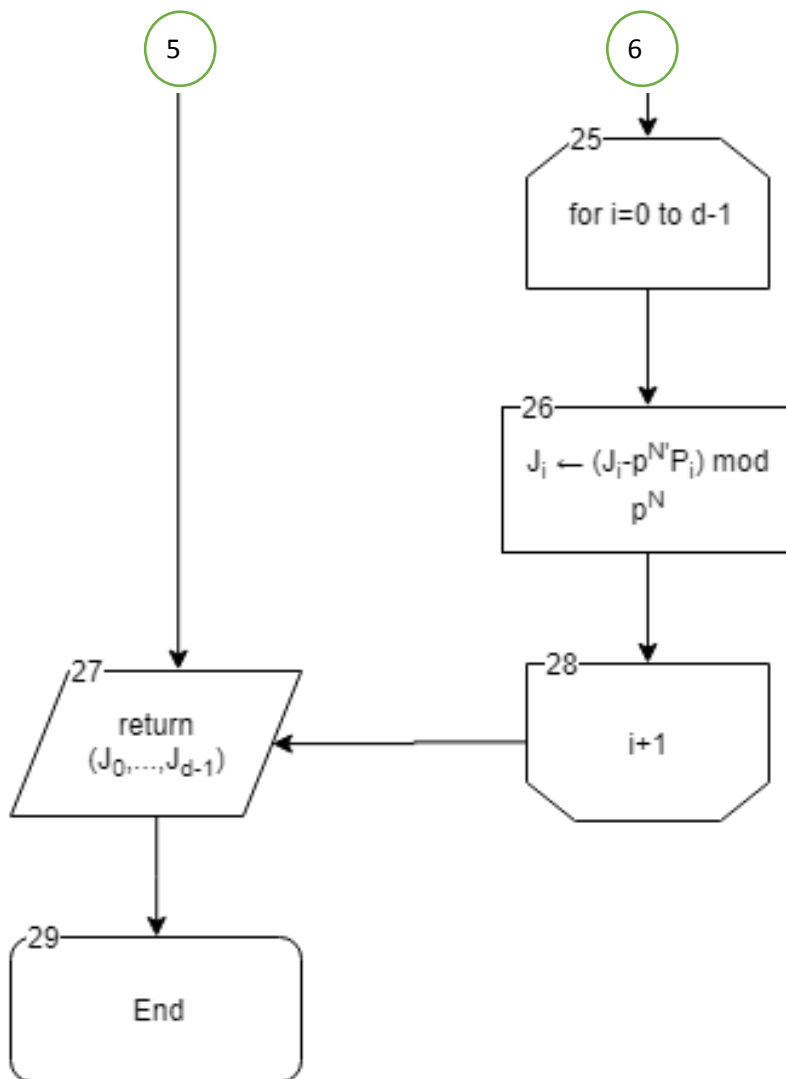 5
6
25
for i=0 to d-1
26
Jᵢ ← (Jᵢ-pᴺ'Pᵢ) mod
pᴺ
27
return
(J₀,...,J_d-1)
28
i+1
29
End